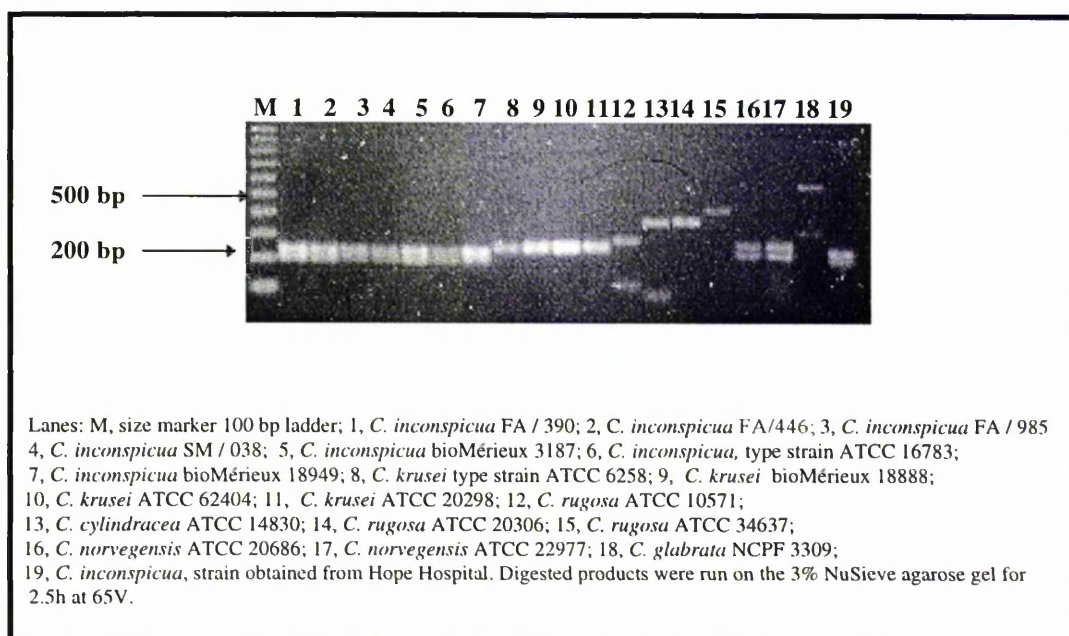 M 1 2 3 4 5 6 7 8 9 10 11 12 13 14 15 16 17 18 19
500 bp
200 bp
Lanes: M, size marker 100 bp ladder; 1, C. inconspicua FA / 390; 2, C. inconspicua FA/446; 3, C. inconspicua FA / 985
4, C. inconspicua SM / 038; 5, C. inconspicua bioMérieux 3187; 6, C. inconspicua, type strain ATCC 16783;
7, C. inconspicua bioMérieux 18949; 8, C. krusei type strain ATCC 6258; 9, C. krusei bioMérieux 18888;
10, C. krusei ATCC 62404; 11, C. krusei ATCC 20298; 12, C. rugosa ATCC 10571;
13, C. cylindracea ATCC 14830; 14, C. rugosa ATCC 20306; 15, C. rugosa ATCC 34637;
16, C. norvegensis ATCC 20686; 17, C. norvegensis ATCC 22977; 18, C. glabrata NCPF 3309;
19, C. inconspicua, strain obtained from Hope Hospital. Digested products were run on the 3% NuSieve agarose gel for
2.5h at 65V.